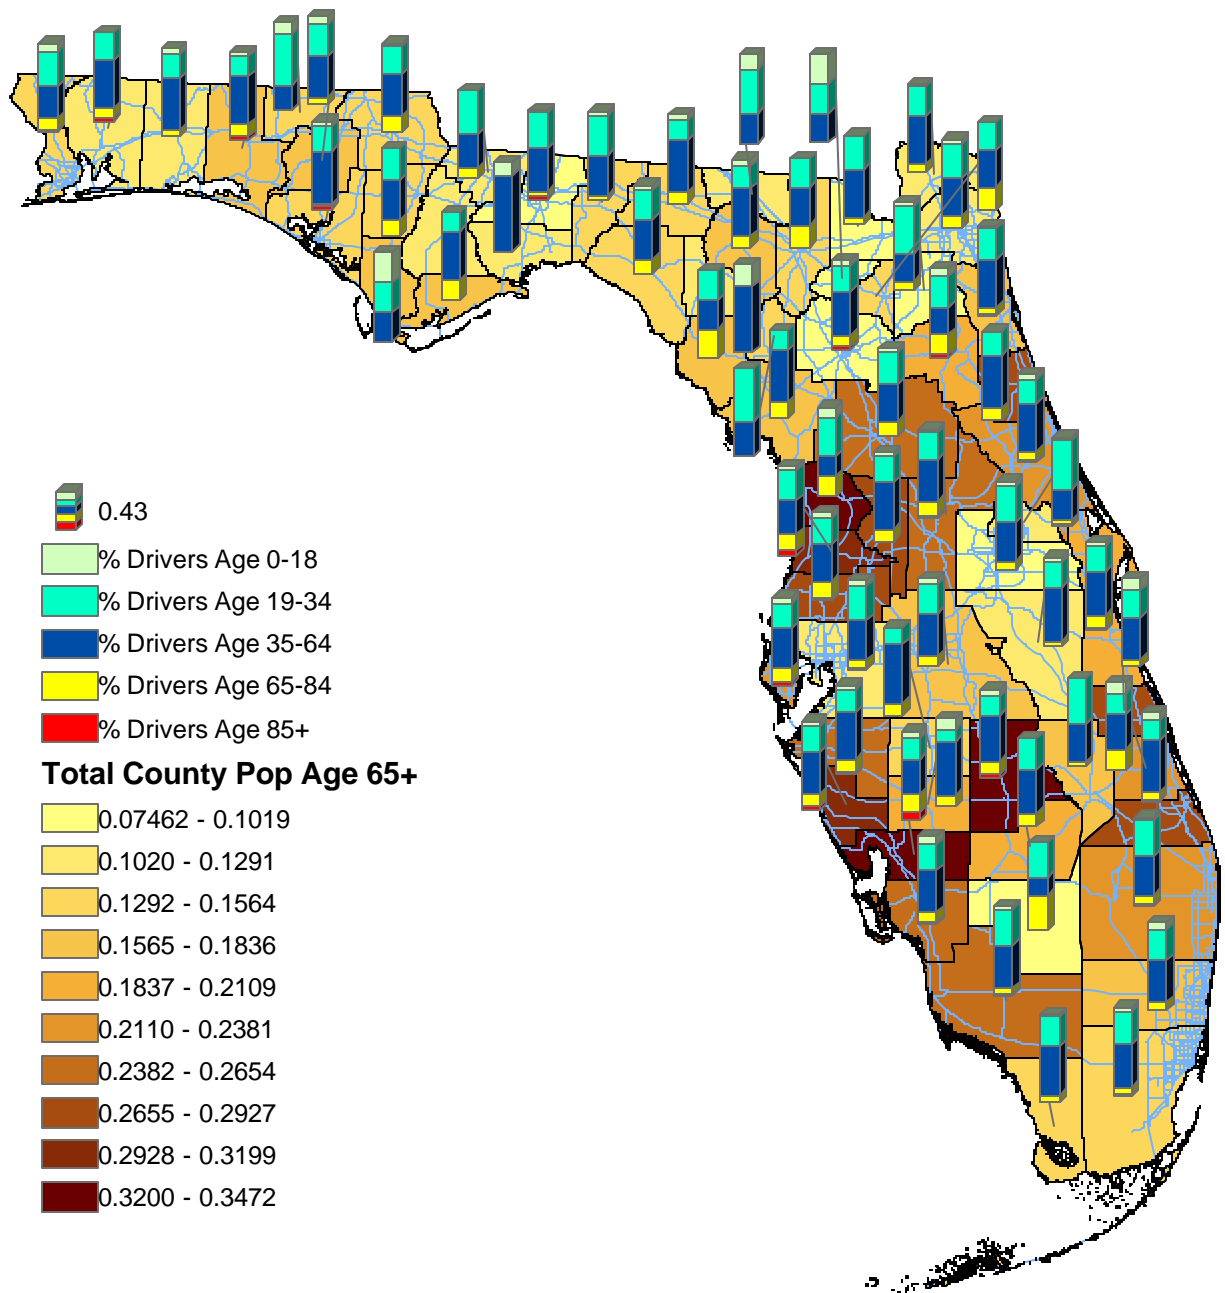 0.43
% Drivers Age 0-18
% Drivers Age 19-34
% Drivers Age 35-64
% Drivers Age 65-84
% Drivers Age 85+
Total County Pop Age 65+
0.07462 - 0.1019
0.1020 - 0.1291
0.1292 - 0.1564
0.1565 - 0.1836
0.1837 - 0.2109
0.2110 - 0.2381
0.2382 - 0.2654
0.2655 - 0.2927
0.2928 - 0.3199
0.3200 - 0.3472